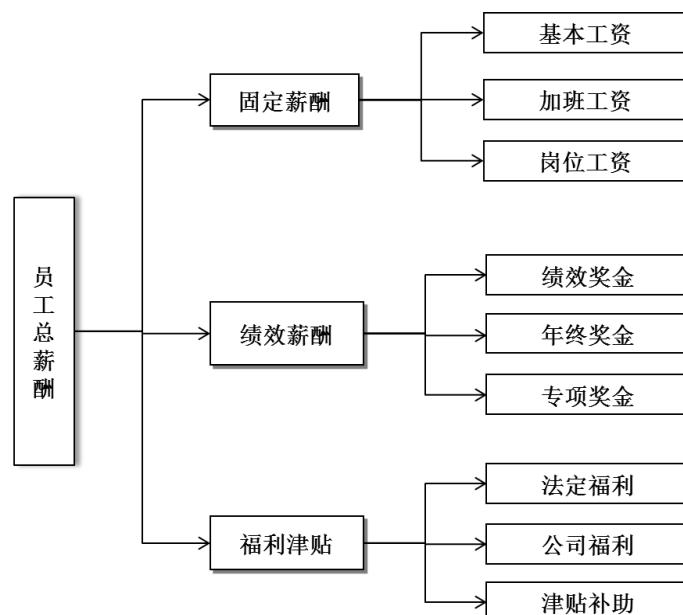 员工总薪酬
固定薪酬
基本工资
加班工资
岗位工资
绩效薪酬
绩效奖金
年终奖金
专项奖金
福利津贴
法定福利
公司福利
津贴补助